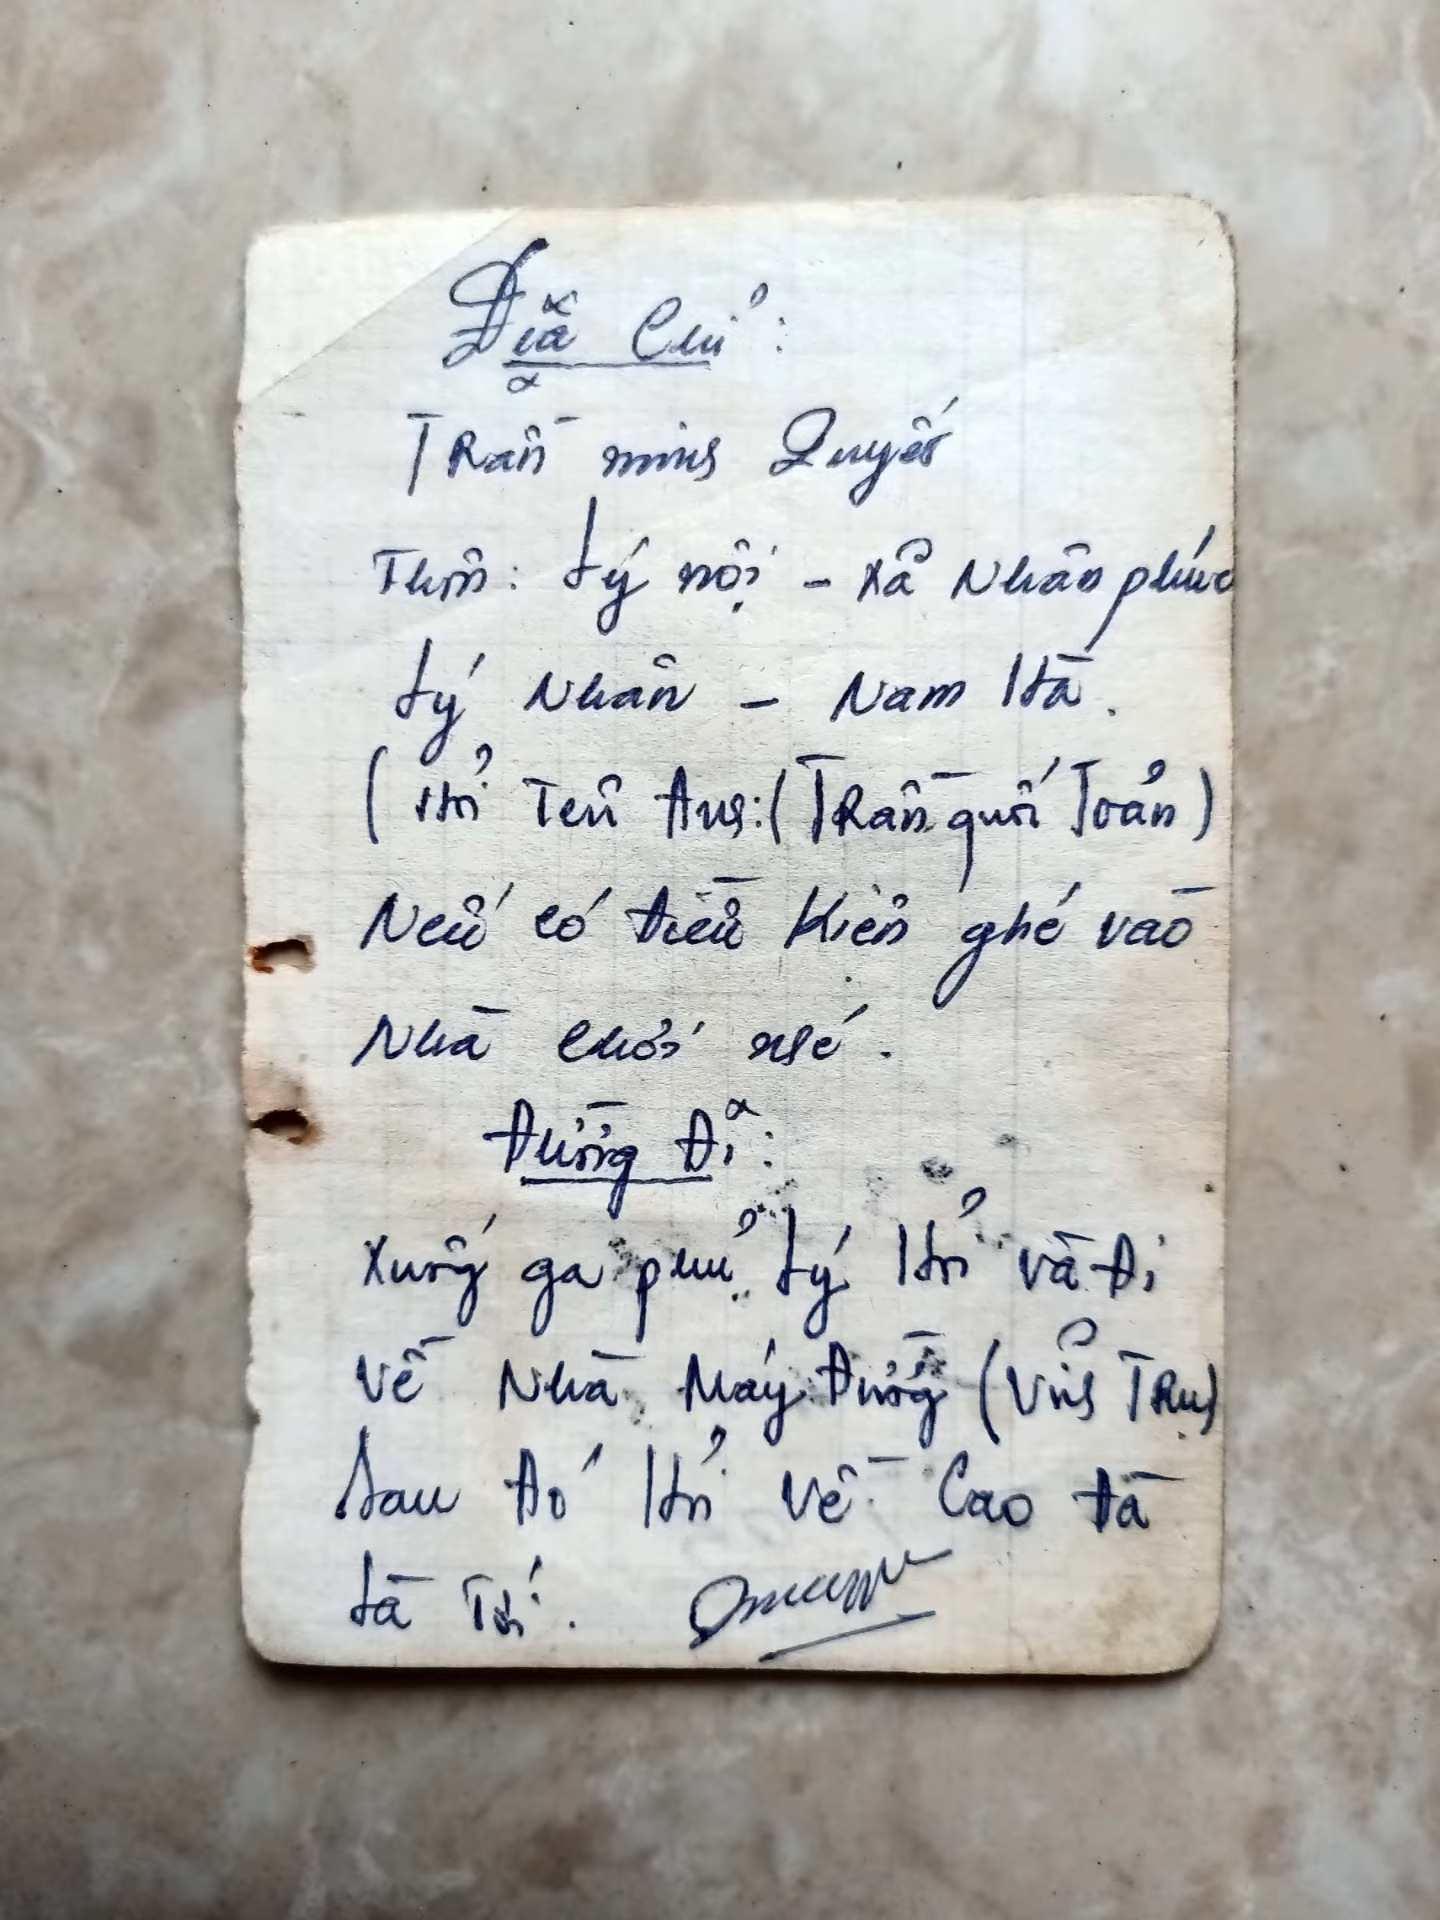 Địa Chỉ:
Trần minh Quyết
Thôn: Lý nội - xã Nhân phúc
Lý Nhân - Nam Hà.
(Hỏi Tên Anh: (Trần quốí Toản)
Nếu có điều Kiện ghé vào
Nhà chơi nhé.
Đường Đi:
Xuống ga phủ Lý Hỏi và đi
về Nhà Máy Đường (Vĩnh Trụ)
Sau đó Hỏi về Cao đà
Là Tới.